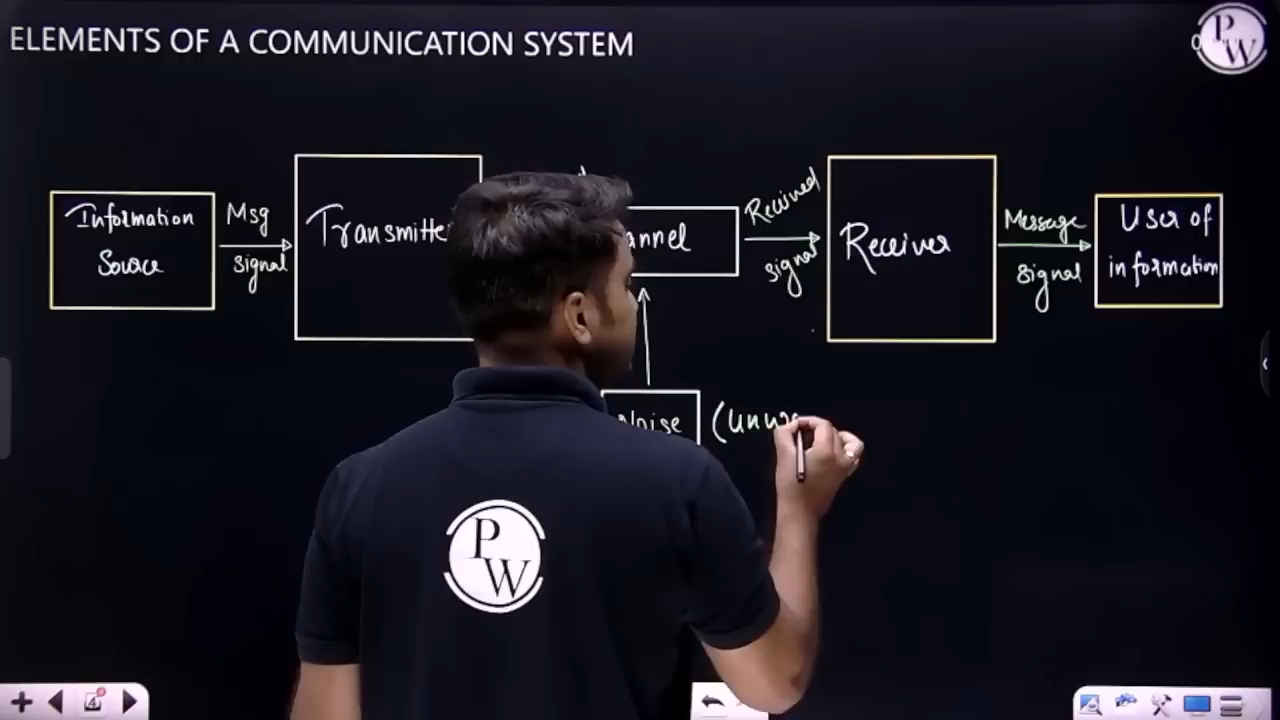 ELEMENTS OF A COMMUNICATION SYSTEM
PW
Information
Source
Msg
signal
Transmitte
annel
Received
signal
Receiver
Message
signal
User of
information
Noise
(unw
PW